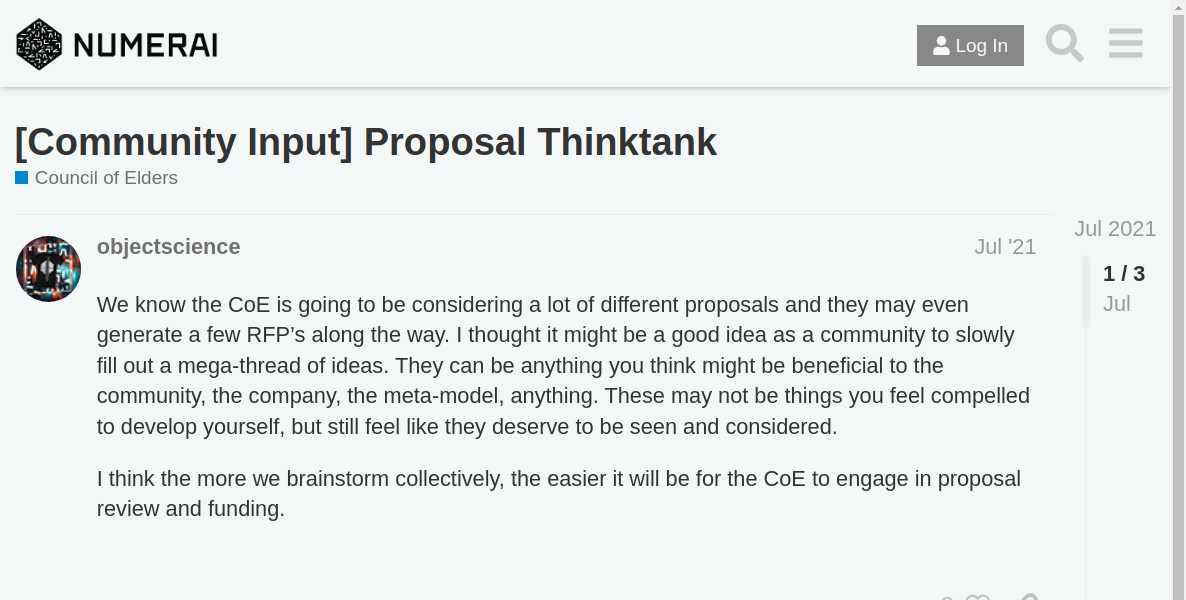 NUMERAI
Log In
[Community Input] Proposal Thinktank
Council of Elders
objectscience
Jul '21
We know the CoE is going to be considering a lot of different proposals and they may even
generate a few RFP’s along the way. I thought it might be a good idea as a community to slowly
fill out a mega-thread of ideas. They can be anything you think might be beneficial to the
community, the company, the meta-model, anything. These may not be things you feel compelled
to develop yourself, but still feel like they deserve to be seen and considered.
I think the more we brainstorm collectively, the easier it will be for the CoE to engage in proposal
review and funding.
Jul 2021
1 / 3
Jul